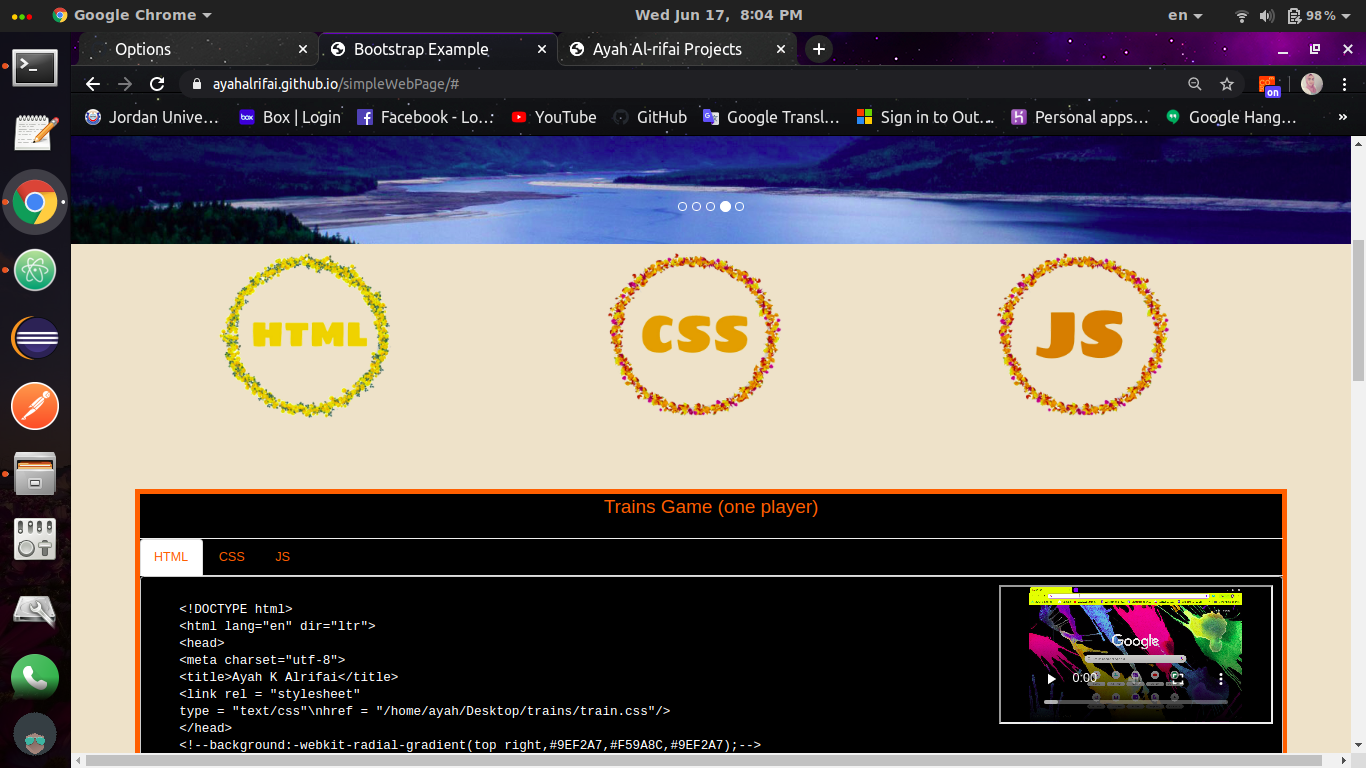 Google Chrome
Wed Jun 17, 8:04 PM
en
98%
Options
Bootstrap Example
Ayah Al-rifai Projects
ayahalrifai.github.io/simpleWebPage/#
on
Jordan Unive…
box
Box | Login
Facebook - Lo…
YouTube
GitHub
Google Transl…
Sign in to Out…
Personal apps…
Google Hang…
»
HTML
CSS
JS
Trains Game (one player)
HTML
CSS
JS
<!DOCTYPE html>
<html lang="en" dir="ltr">
<head>
<meta charset="utf-8">
<title>Ayah K Alrifai</title>
<link rel = "stylesheet"
type = "text/css"\nhref = "/home/ayah/Desktop/trains/train.css"/>
</head>
<!--background:-webkit-radial-gradient(top right,#9EF2A7,#F59A8C,#9EF2A7);-->
Google
0:00